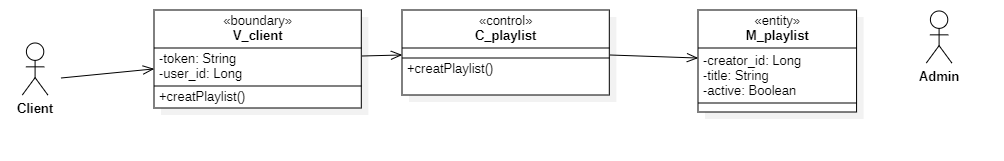 «boundary»
V_client
-token: String
-user_id: Long
+creatPlaylist()
«control»
C_playlist
+creatPlaylist()
«entity»
M_playlist
-creator_id: Long
-title: String
-active: Boolean
Client
Admin